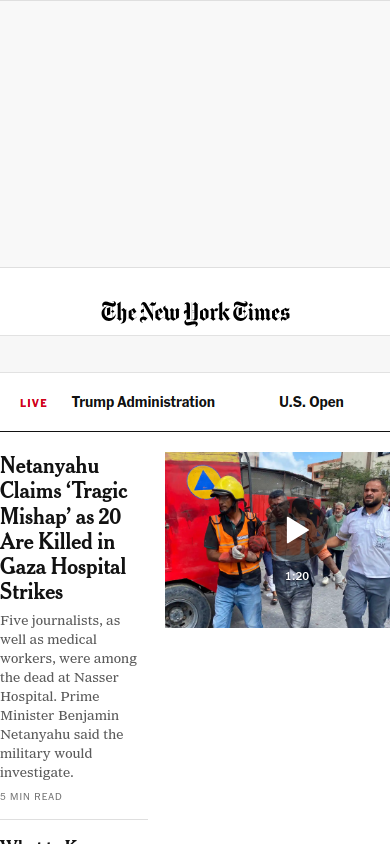 The New York Times
LIVE Trump Administration U.S. Open
Netanyahu
Claims ‘Tragic
Mishap’ as 20
Are Killed in
Gaza Hospital
Strikes
1:20
Five journalists, as
well as medical
workers, were among
the dead at Nasser
Hospital. Prime
Minister Benjamin
Netanyahu said the
military would
investigate.
5 MIN READ